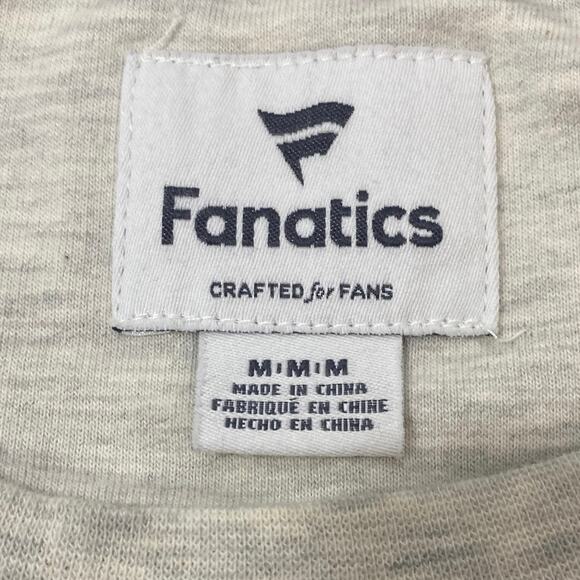 Fanatics
CRAFTED for FANS
M|M|M
MADE IN CHINA
FABRIQUÉ EN CHINE
HECHO EN CHINA